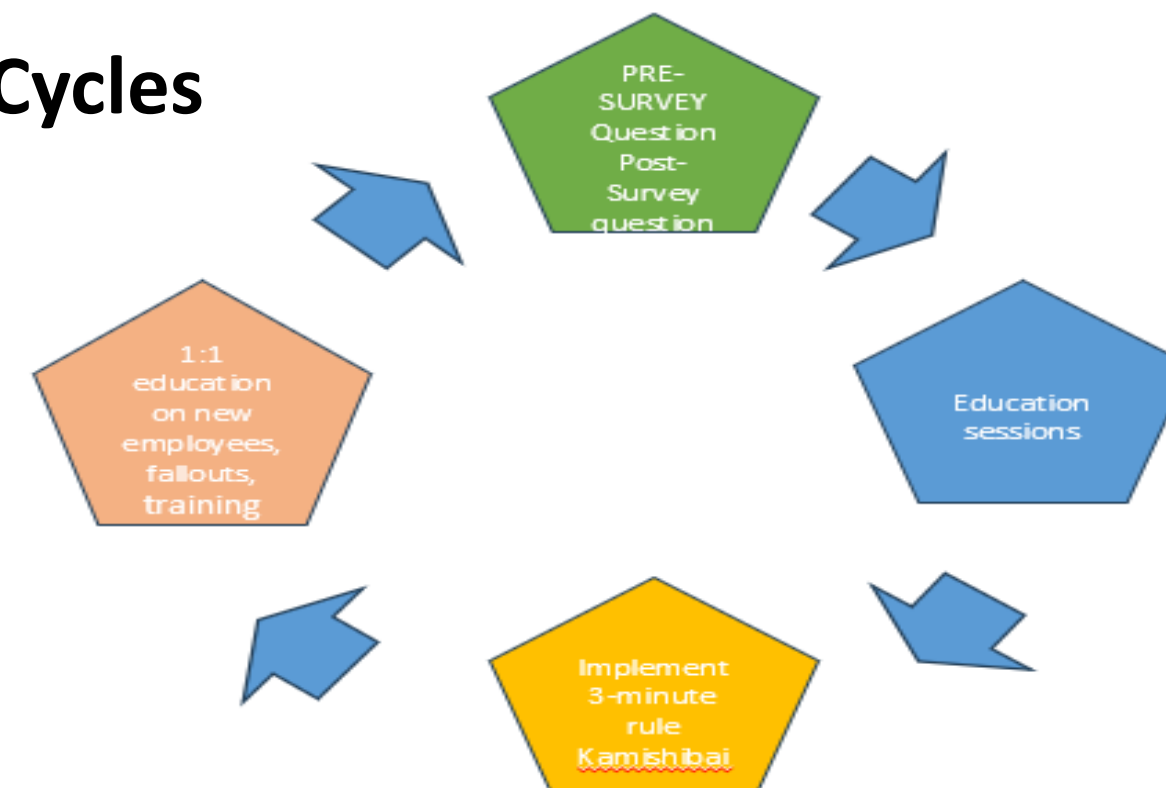 Cycles
PRE-
SURVEY
Question
Post-
Survey
question
1:1
education
on new
employees,
fallouts,
training
Education
sessions
Implement
3-minute
rule
Kamishibai